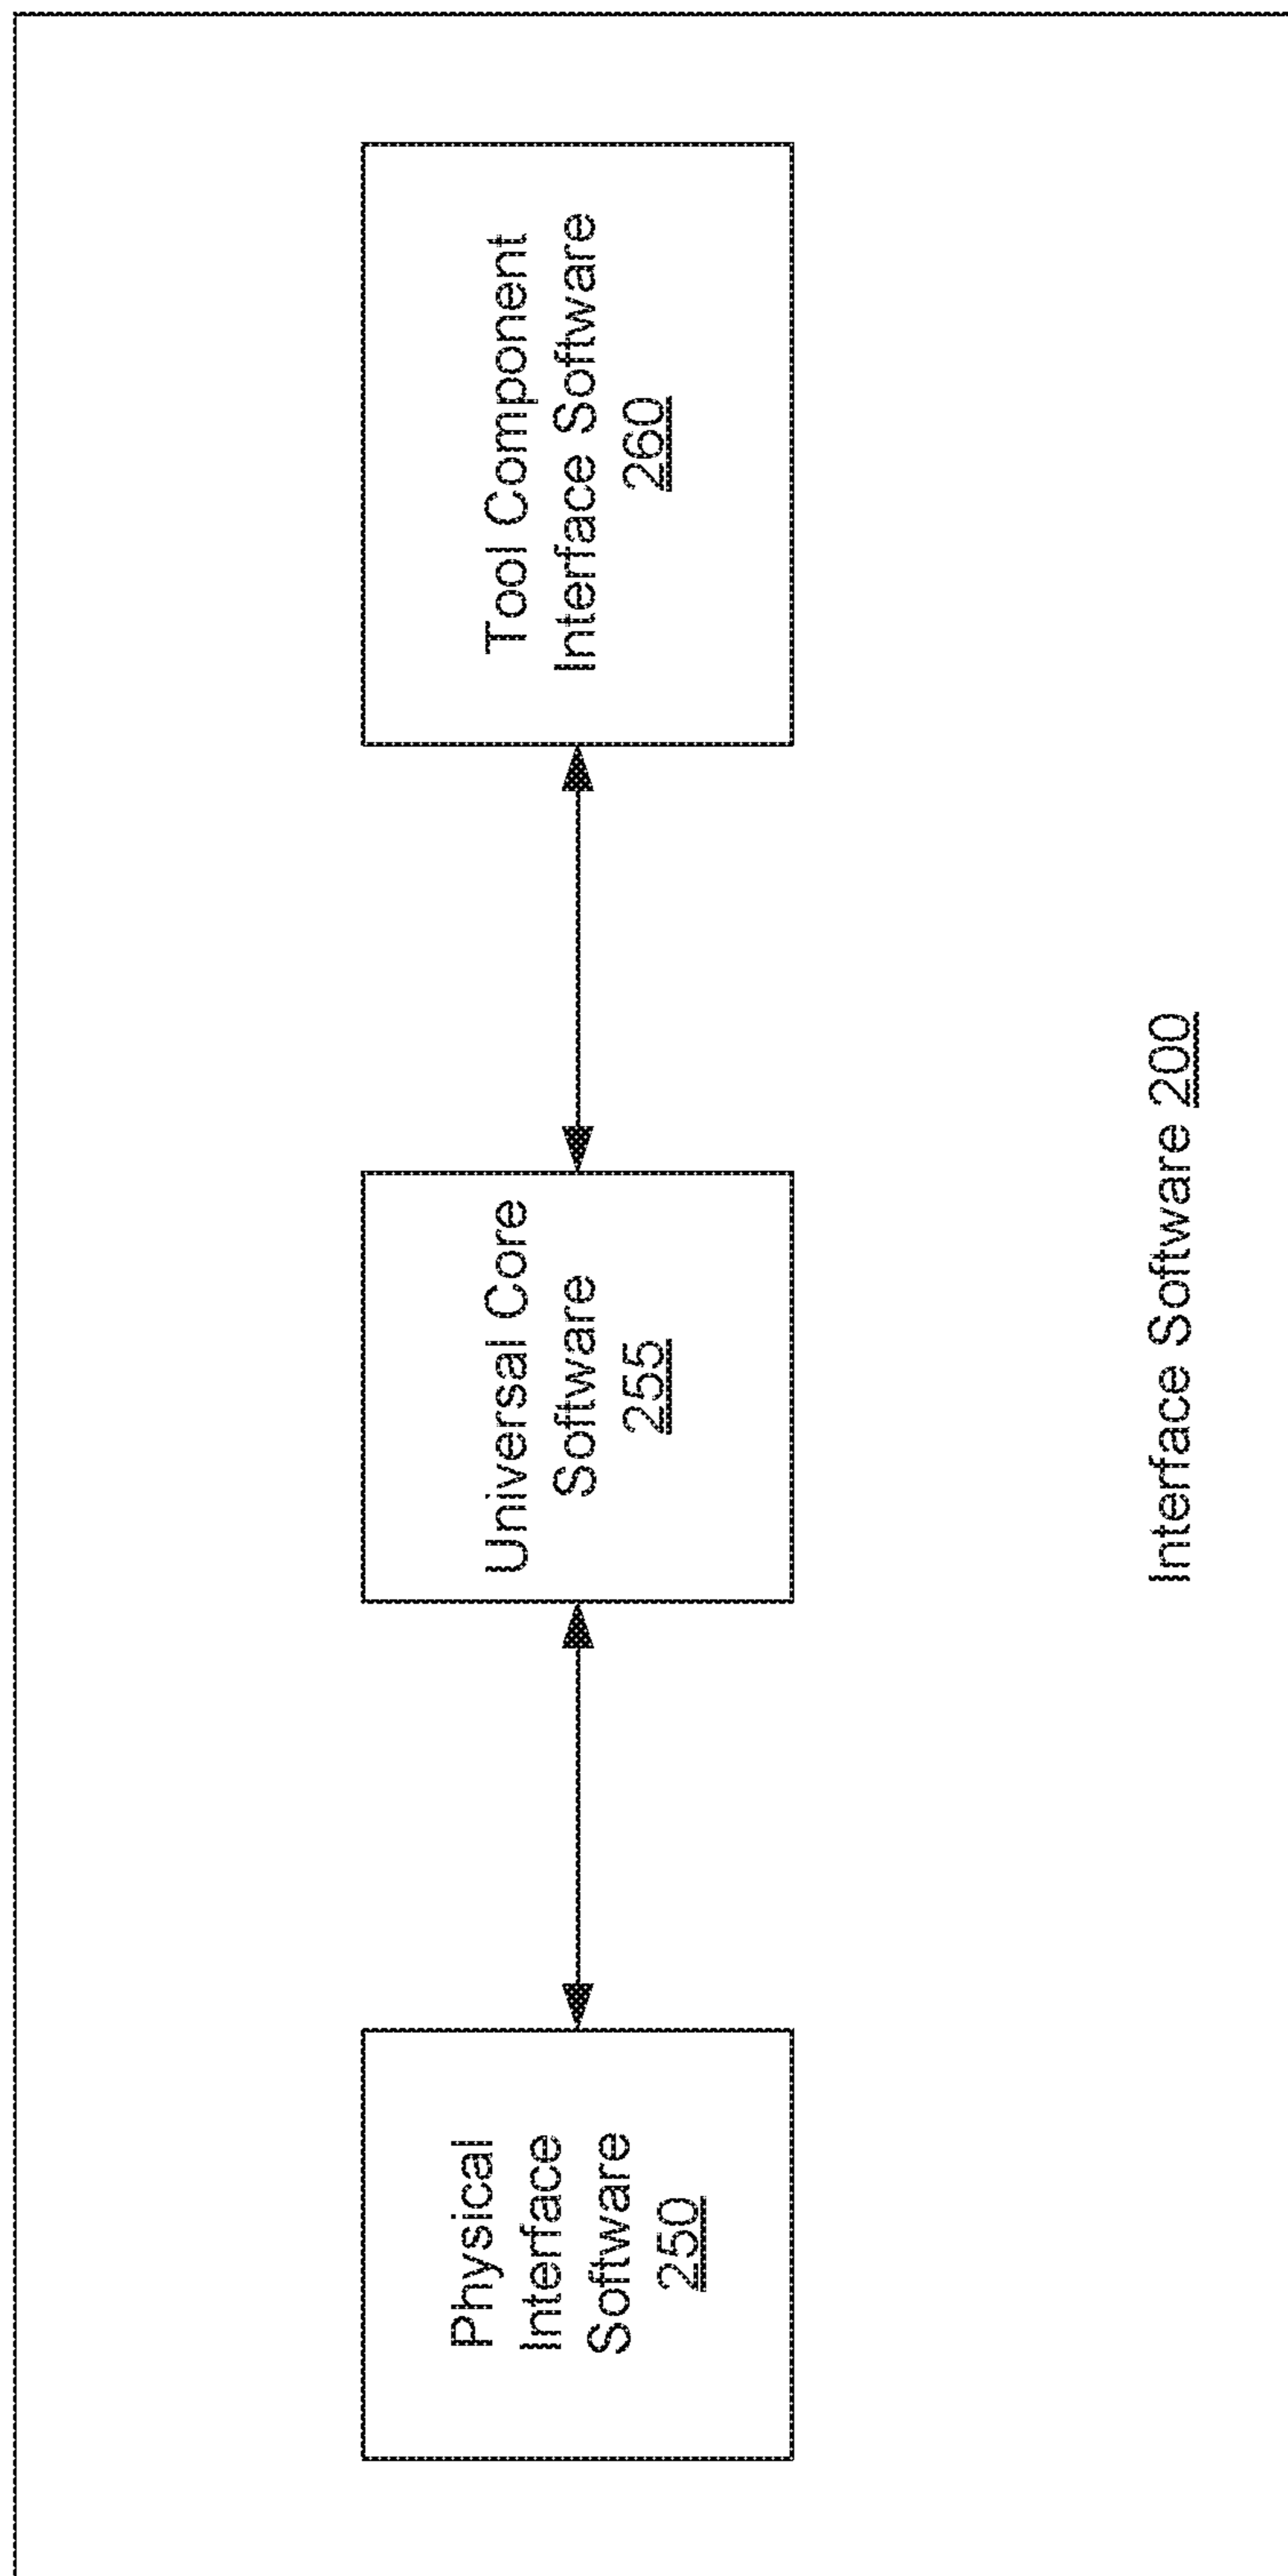 Physical
Interface
Software
250
Universal Core
Software
255
Tool Component
Interface Software
260
Interface Software 200